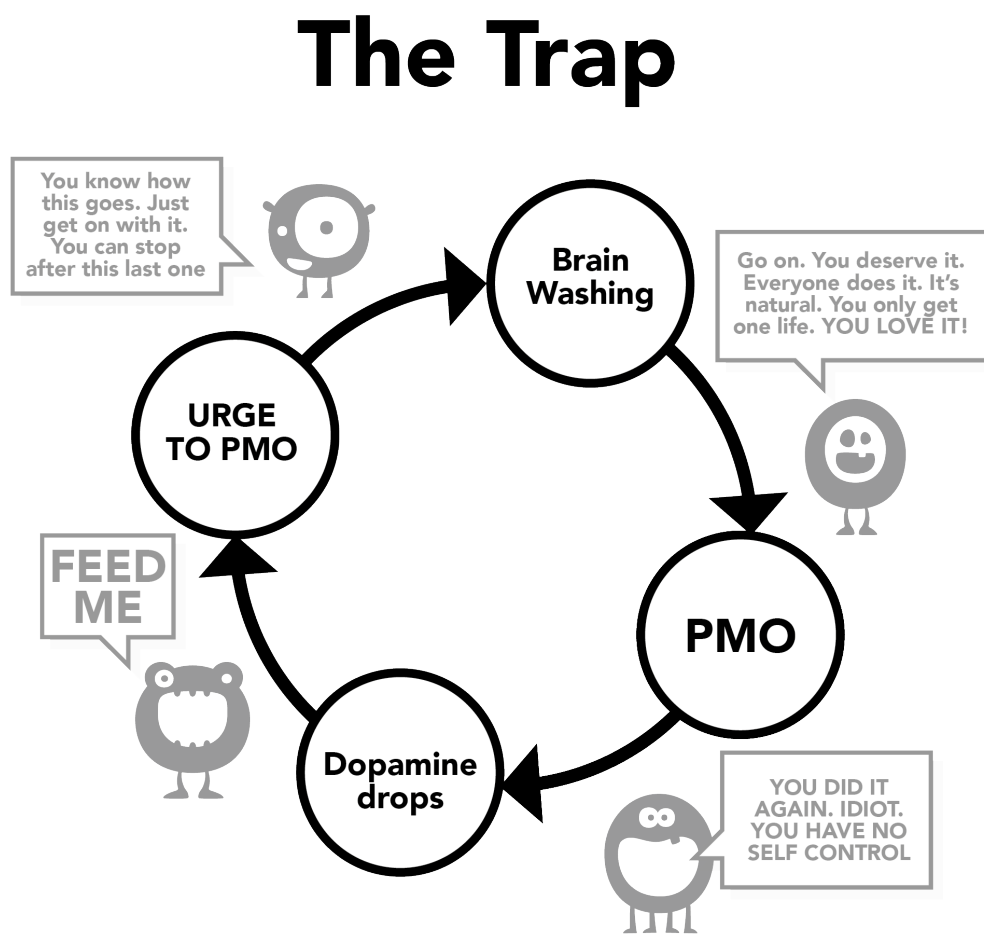 The Trap
You know how
this goes. Just
get on with it.
You can stop
after this last one
Brain
Washing
Go on. You deserve it.
Everyone does it. It's
natural. You only get
one life. YOU LOVE IT!
URGE
TO PMO
FEED
ME
PMO
Dopamine
drops
YOU DID IT
AGAIN. IDIOT.
YOU HAVE NO
SELF CONTROL